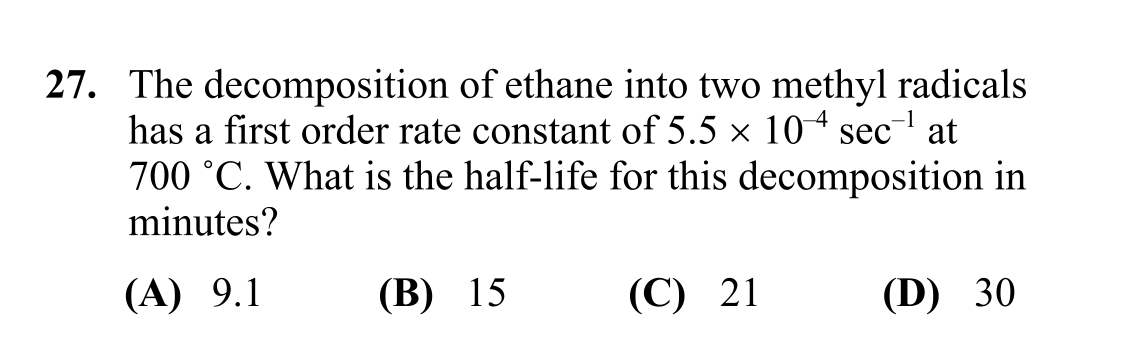 27. The decomposition of ethane into two methyl radicals
has a first order rate constant of 5.5 × 10⁻⁴ sec⁻¹ at
700 ˚C. What is the half-life for this decomposition in
minutes?
(A) 9.1 (B) 15 (C) 21 (D) 30